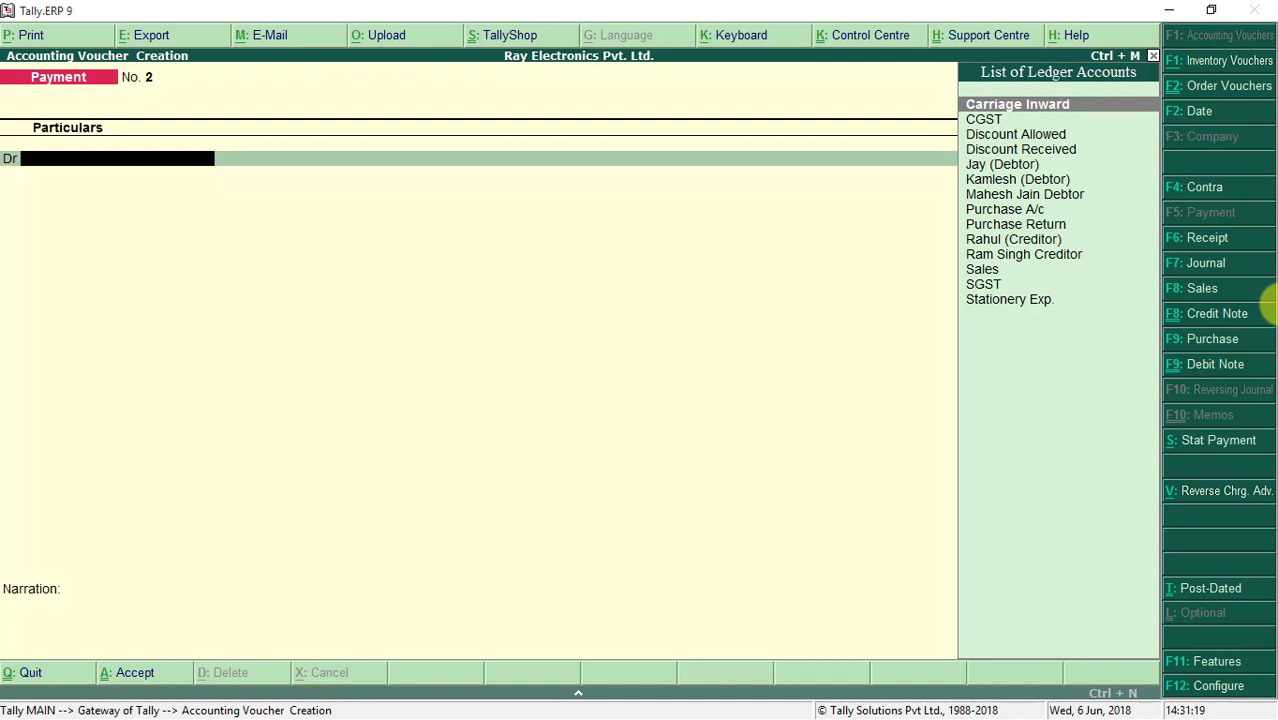 Tally.ERP 9
P: Print
E: Export
M: E-Mail
O: Upload
S: TallyShop
G: Language
K: Keyboard
K: Control Centre
H: Support Centre
H: Help
Accounting Voucher Creation
Ray Electronics Pvt. Ltd.
Ctrl + M
Payment No. 2
Particulars
Dr
Narration:
List of Ledger Accounts
Carriage Inward
CGST
Discount Allowed
Discount Received
Jay (Debtor)
Kamlesh (Debtor)
Mahesh Jain Debtor
Purchase A/c
Purchase Return
Rahul (Creditor)
Ram Singh Creditor
Sales
SGST
Stationery Exp.
F1: Accounting Vouchers
F1: Inventory Vouchers
F2: Order Vouchers
F2: Date
F3: Company
F4: Contra
F5: Payment
F6: Receipt
F7: Journal
F8: Sales
F8: Credit Note
F9: Purchase
F9: Debit Note
F10: Reversing Journal
F10: Memos
S: Stat Payment
V: Reverse Chrg. Adv.
T: Post-Dated
L: Optional
F11: Features
F12: Configure
Q: Quit
A: Accept
D: Delete
X: Cancel
Ctrl + N
Tally MAIN --> Gateway of Tally --> Accounting Voucher Creation
© Tally Solutions Pvt Ltd., 1988-2018
Wed, 6 Jun, 2018
14:31:19